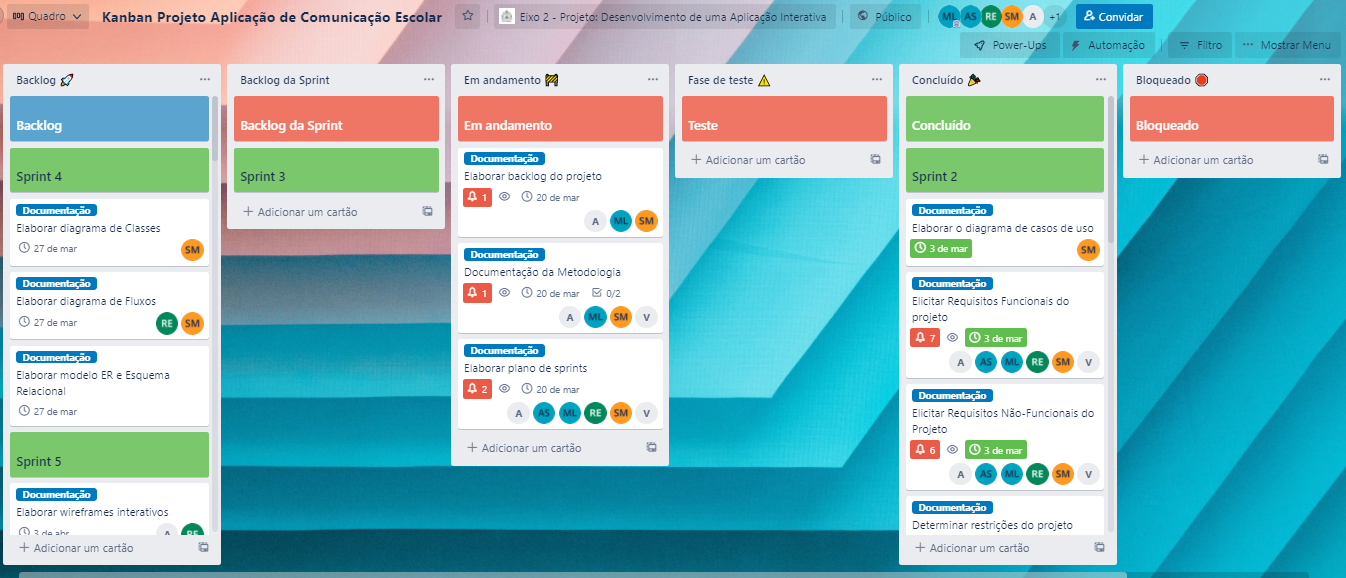 Quadro
Kanban Projeto Aplicação de Comunicação Escolar
Eixo 2 - Projeto: Desenvolvimento de uma Aplicação Interativa
Público
ML AS RE SM A +1
Convidar
Power-Ups
Automação
Filtro
Mostrar Menu
Backlog
Backlog
Sprint 4
Documentação
Elaborar diagrama de Classes
27 de mar
SM
Documentação
Elaborar diagrama de Fluxos
27 de mar
RE SM
Documentação
Elaborar modelo ER e Esquema
Relacional
27 de mar
Sprint 5
Documentação
Elaborar wireframes interativos
3 de abr
A RE
+ Adicionar um cartão
Backlog da Sprint
Backlog da Sprint
Sprint 3
+ Adicionar um cartão
Em andamento
Em andamento
Documentação
Elaborar backlog do projeto
1 20 de mar
A ML SM
Documentação
Documentação da Metodologia
1 20 de mar 0/2
A ML SM V
Documentação
Elaborar plano de sprints
2 20 de mar
A AS ML RE SM V
+ Adicionar um cartão
Fase de teste
Teste
+ Adicionar um cartão
Concluído
Concluído
Sprint 2
Documentação
Elaborar o diagrama de casos de uso
3 de mar
SM
Documentação
Elicitar Requisitos Funcionais do
projeto
7 3 de mar
A AS ML RE SM V
Documentação
Elicitar Requisitos Não-Funcionais do
Projeto
6 3 de mar
A AS ML RE SM V
Documentação
Determinar restrições do projeto
+ Adicionar um cartão
Bloqueado
Bloqueado
+ Adicionar um cartão